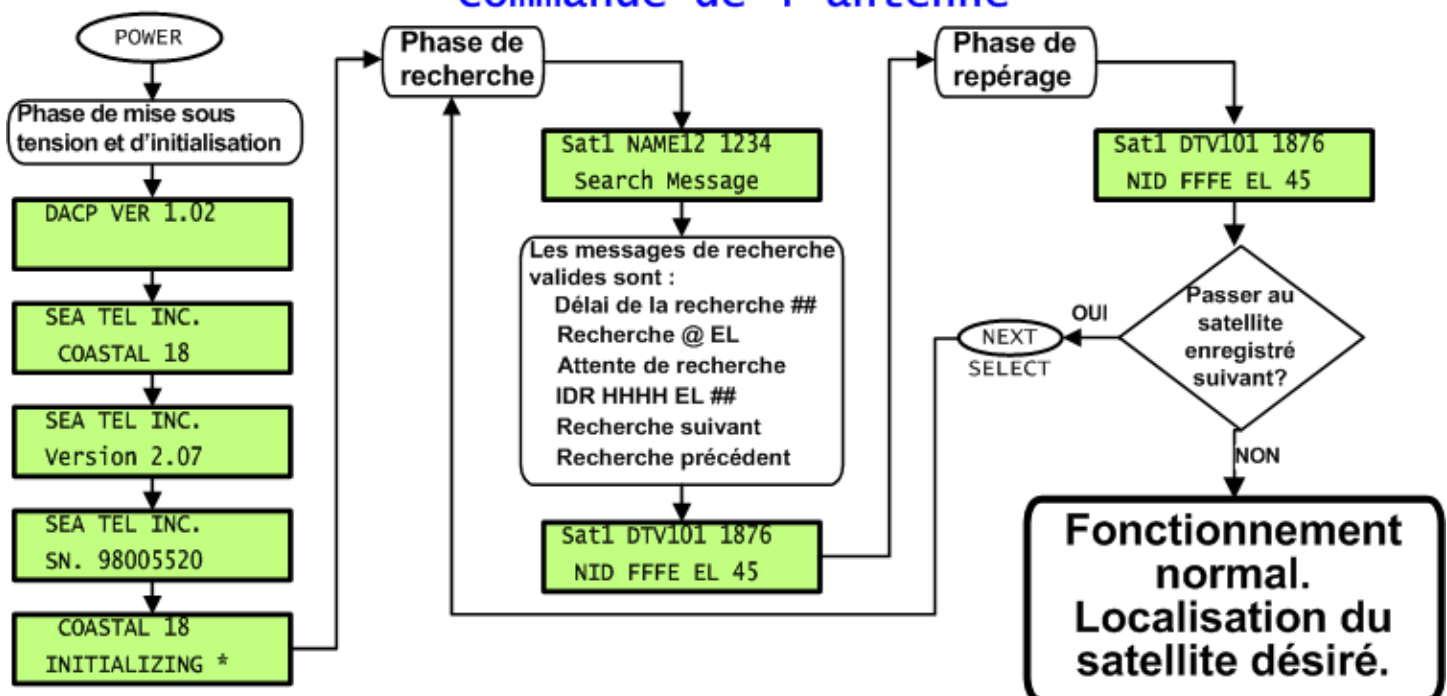 commande de l'antenne
POWER
Phase de mise sous
tension et d'initialisation
DACP VER 1.02
SEA TEL INC.
COASTAL 18
SEA TEL INC.
Version 2.07
SEA TEL INC.
SN. 98005520
COASTAL 18
INITIALIZING *
Phase de
recherche
Sat1 NAME12 1234
Search Message
Les messages de recherche
valides sont :
Délai de la recherche ##
Recherche @ EL
Attente de recherche
IDR HHHH EL ##
Recherche suivant
Recherche précédent
Sat1 DTV101 1876
NID FFFE EL 45
Phase de
repérage
Sat1 DTV101 1876
NID FFFE EL 45
Passer au
satellite
enregistré
suivant?
OUI
NEXT
SELECT
NON
Fonctionnement
normal.
Localisation du
satellite désiré.